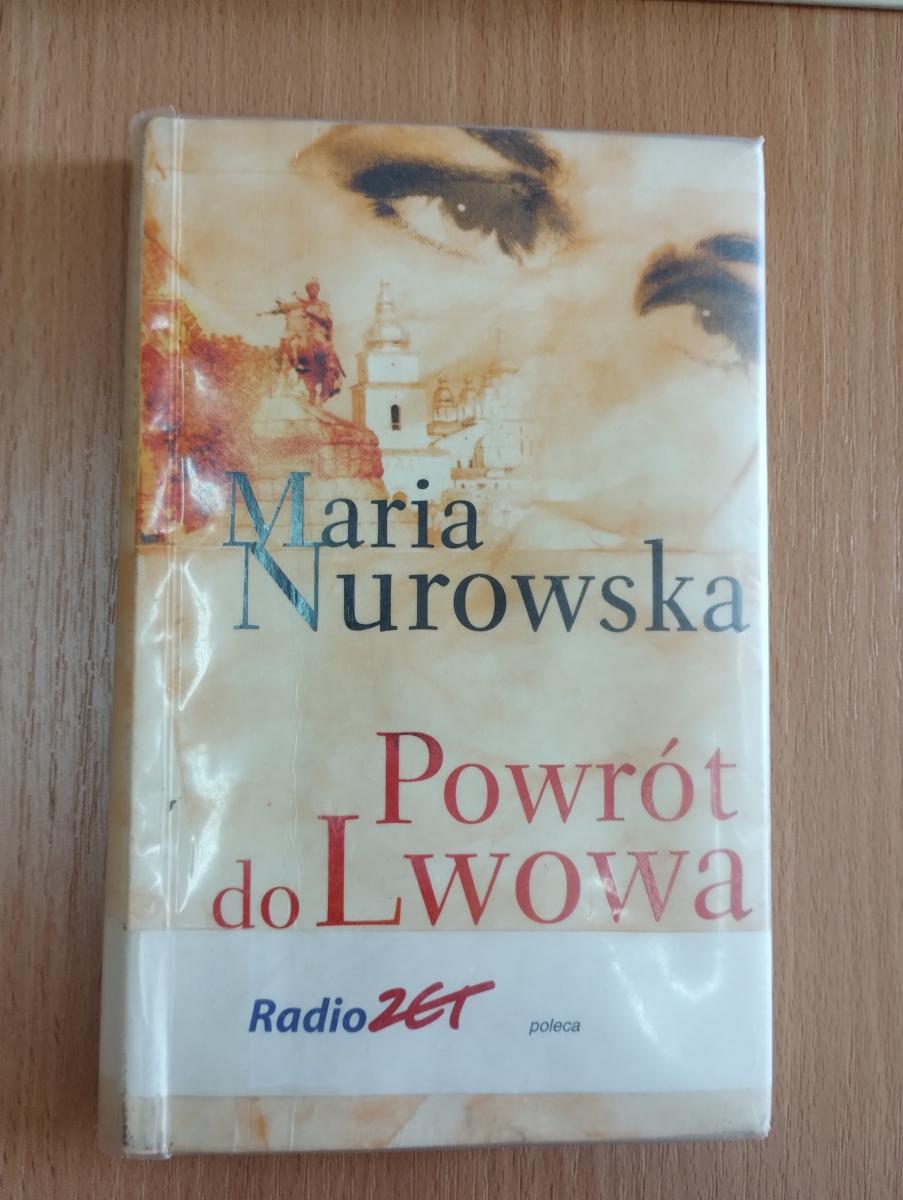 Maria
Nurowska
Powrót
do Lwowa
Radio ZET poleca